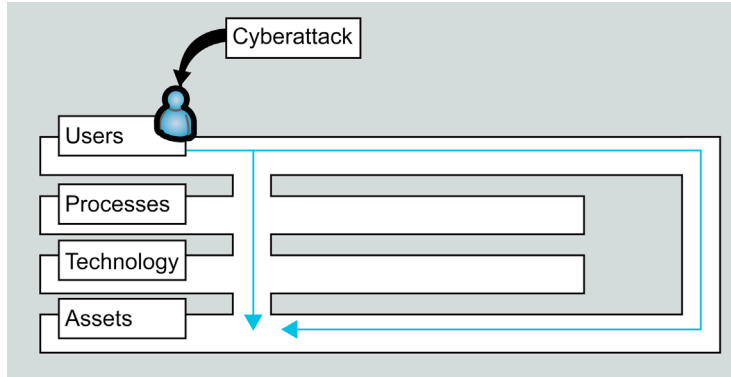 Cyberattack
Users
Processes
Technology
Assets